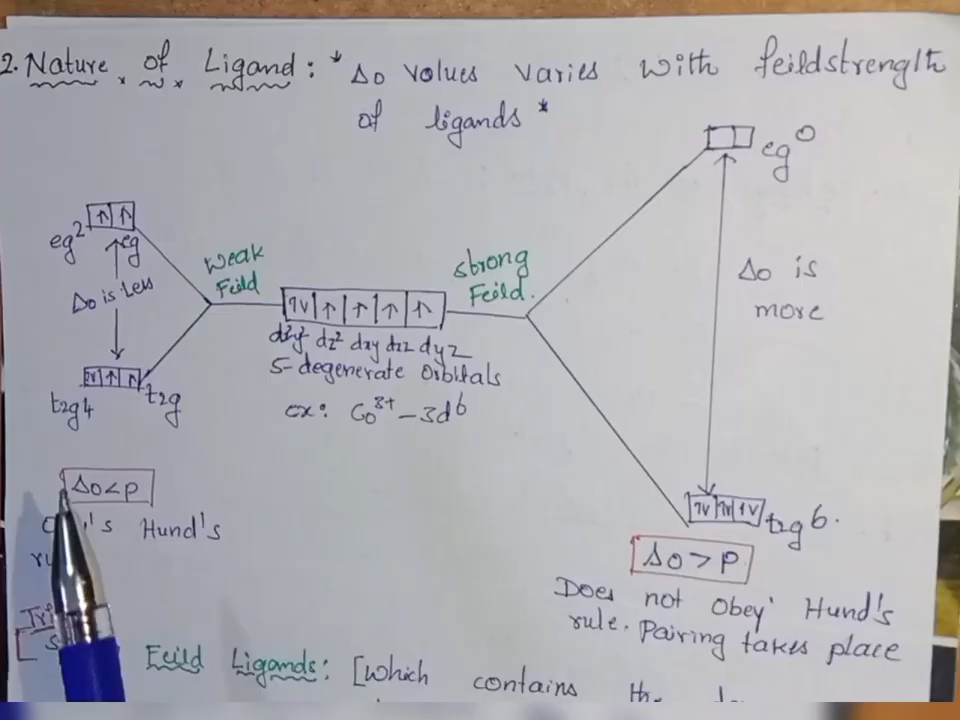 2. Nature of Ligand: * Δo values varies with feildstrength
of ligands *
eg⁰
eg²
↑ ↑
eg
Weak
Feild
strong
Feild.
Δo is Less
Δo is
more
↑↓ ↑ ↑ ↑ ↑
dx²y² dz² dxy dxz dyz
5-degenerate Orbitals
ex: Co³⁺ - 3d⁶
↑↓ ↑ ↑
t2g
t2g4
Δo<p
Hund's
↑↓ ↑↓ ↑↓
t2g6.
Δo > P
Does not obey Hund's
rule. Pairing takes place
Feild Ligands: [Which contains